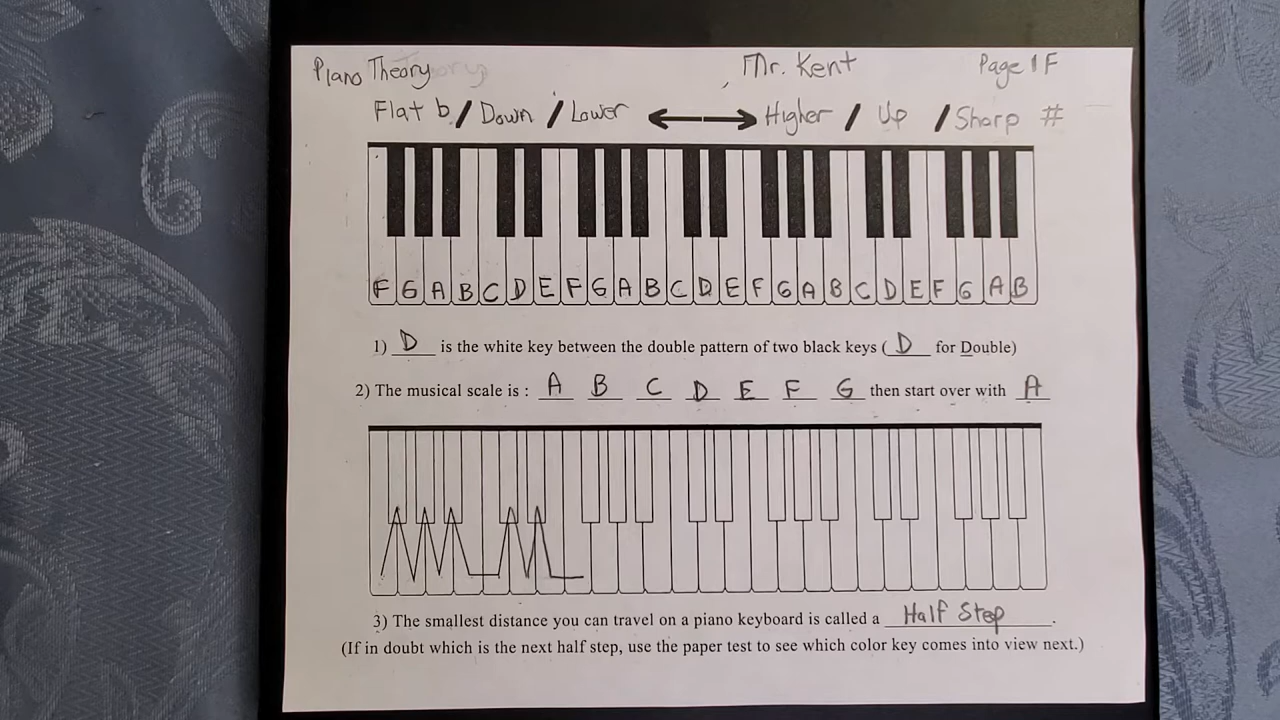 Piano Theory Mr. Kent Page 1F
Flat b / Down / Lower ⟷ Higher / Up / Sharp #
F G A B C D E F G A B C D E F G A B C D E F G A B
1) D is the white key between the double pattern of two black keys ( D for Double)
2) The musical scale is : A B C D E F G then start over with A
3) The smallest distance you can travel on a piano keyboard is called a Half Step.
(If in doubt which is the next half step, use the paper test to see which color key comes into view next.)